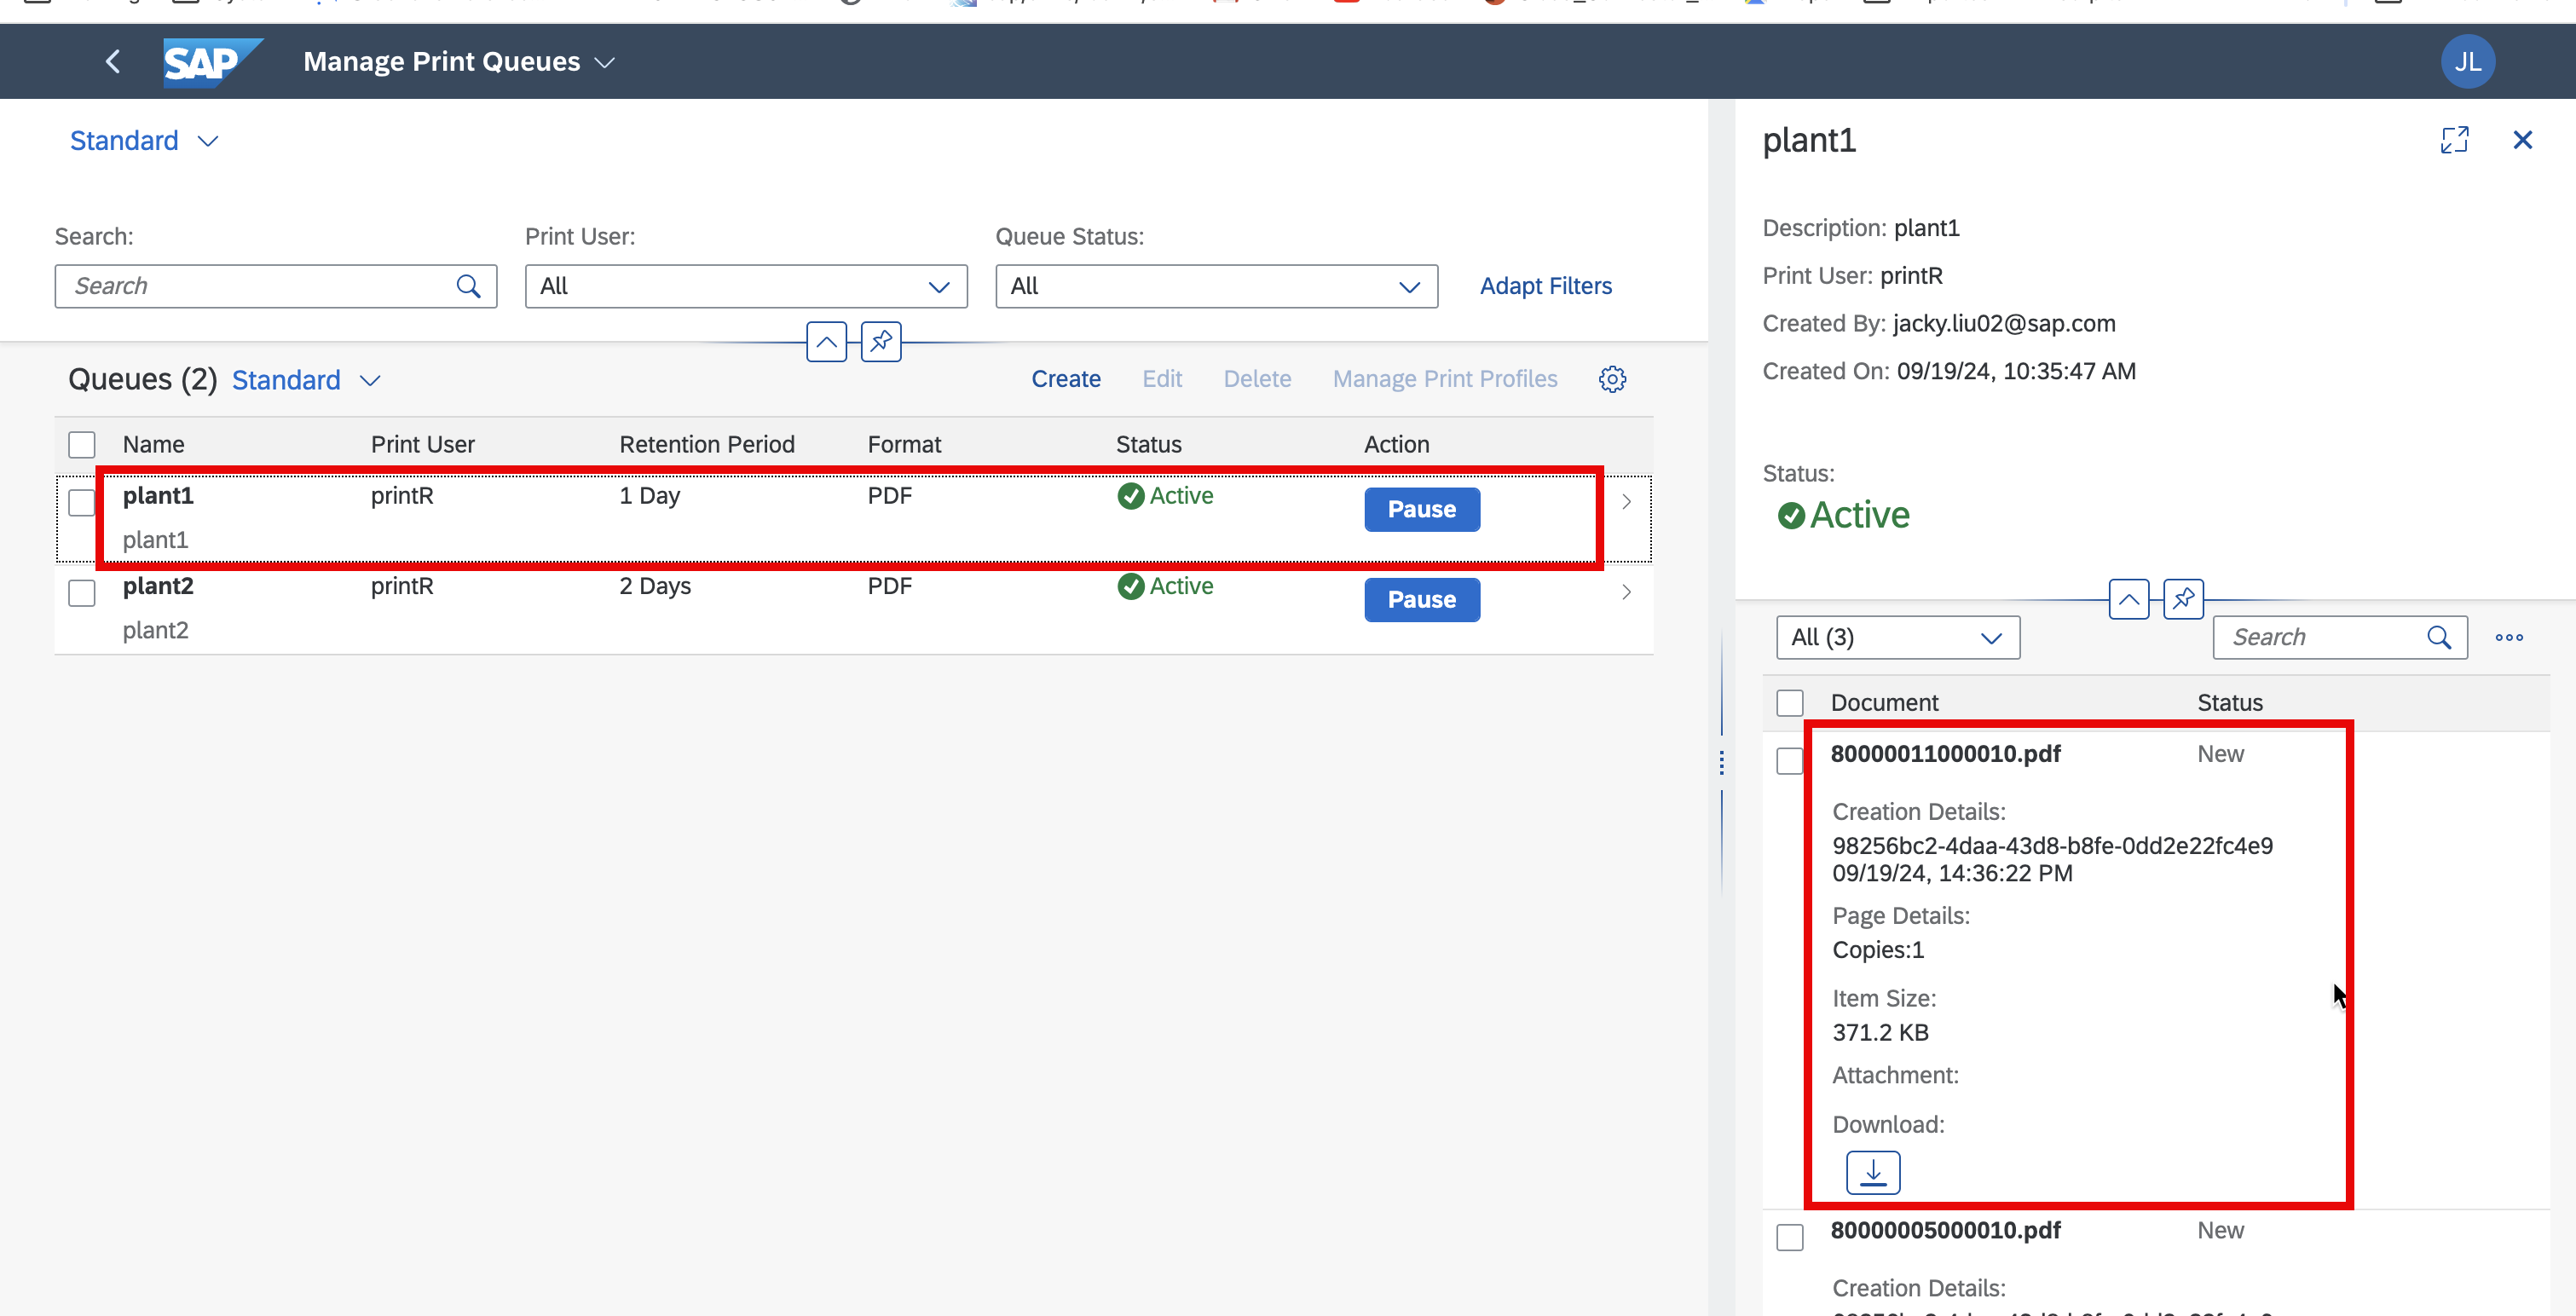 SAP Manage Print Queues
JL
Standard
Search: Print User: Queue Status:
Search All All Adapt Filters
Queues (2) Standard Create Edit Delete Manage Print Profiles
Name Print User Retention Period Format Status Action
plant1 printR 1 Day PDF Active Pause
plant1
plant2 printR 2 Days PDF Active Pause
plant2
plant1
Description: plant1
Print User: printR
Created By: jacky.liu02@sap.com
Created On: 09/19/24, 10:35:47 AM
Status:
Active
All (3) Search
Document Status
80000011000010.pdf New
Creation Details:
98256bc2-4daa-43d8-b8fe-0dd2e22fc4e9
09/19/24, 14:36:22 PM
Page Details:
Copies:1
Item Size:
371.2 KB
Attachment:
Download:
80000005000010.pdf New
Creation Details: